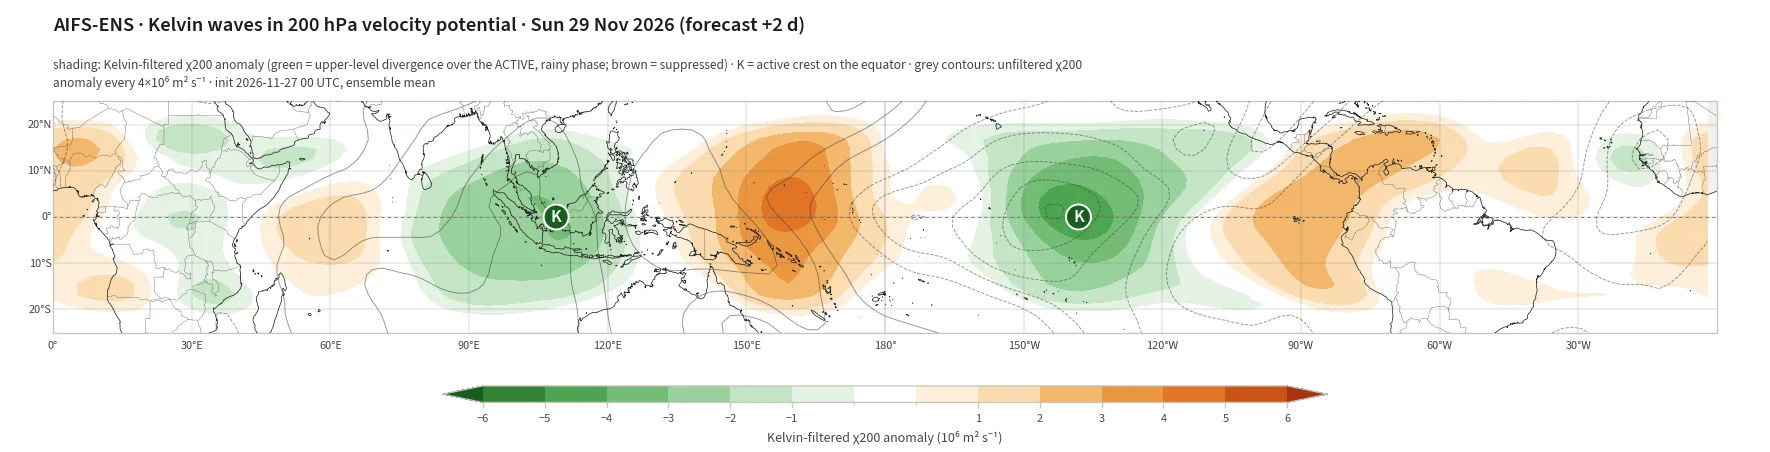 AIFS-ENS · Kelvin waves in 200 hPa velocity potential · Sun 29 Nov 2026 (forecast +2 d)
shading: Kelvin-filtered χ200 anomaly (green = upper-level divergence over the ACTIVE, rainy phase; brown = suppressed) · K = active crest on the equator · grey contours: unfiltered χ200
anomaly every 4×10⁶ m² s⁻¹ · init 2026-11-27 00 UTC, ensemble mean
20°N
10°N
0°
10°S
20°S
K
K
0° 30°E 60°E 90°E 120°E 150°E 180° 150°W 120°W 90°W 60°W 30°W
−6 −5 −4 −3 −2 −1 1 2 3 4 5 6
Kelvin-filtered χ200 anomaly (10⁶ m² s⁻¹)